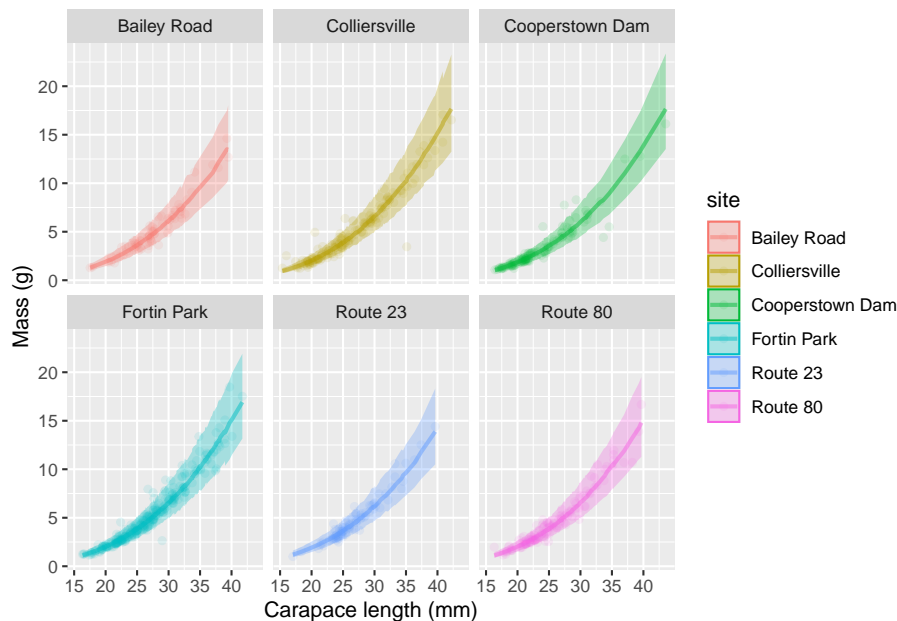 Bailey Road
Colliersville
Cooperstown Dam
20
15
10
5
0
Fortin Park
Route 23
Route 80
20
15
10
5
0
15 20 25 30 35 40
15 20 25 30 35 40
15 20 25 30 35 40
Mass (g)
Carapace length (mm)
site
Bailey Road
Colliersville
Cooperstown Dam
Fortin Park
Route 23
Route 80